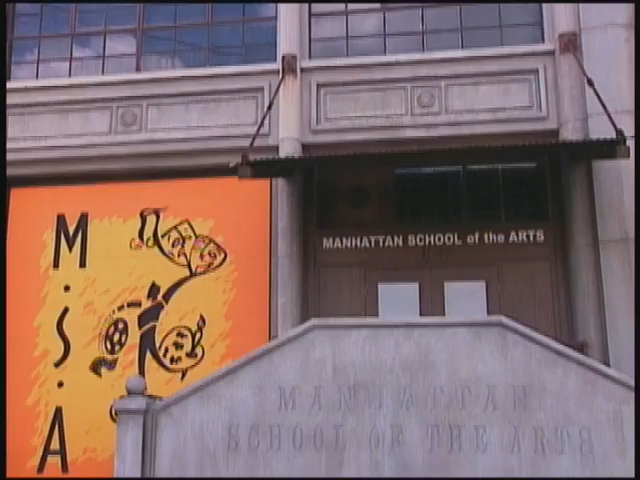 M.S.A
MANHATTAN SCHOOL of the ARTS
MANHATTAN
SCHOOL OF THE ARTS